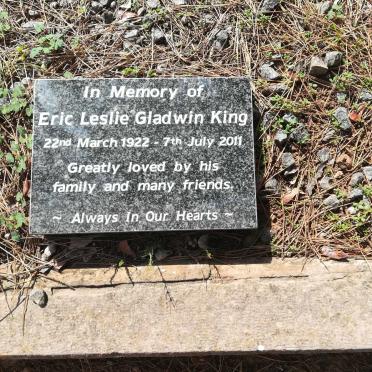 In Memory of
Eric Leslie Gladwin King
22nd March 1922 - 7th July 2011
Greatly loved by his
family and many friends.
~ Always In Our Hearts ~